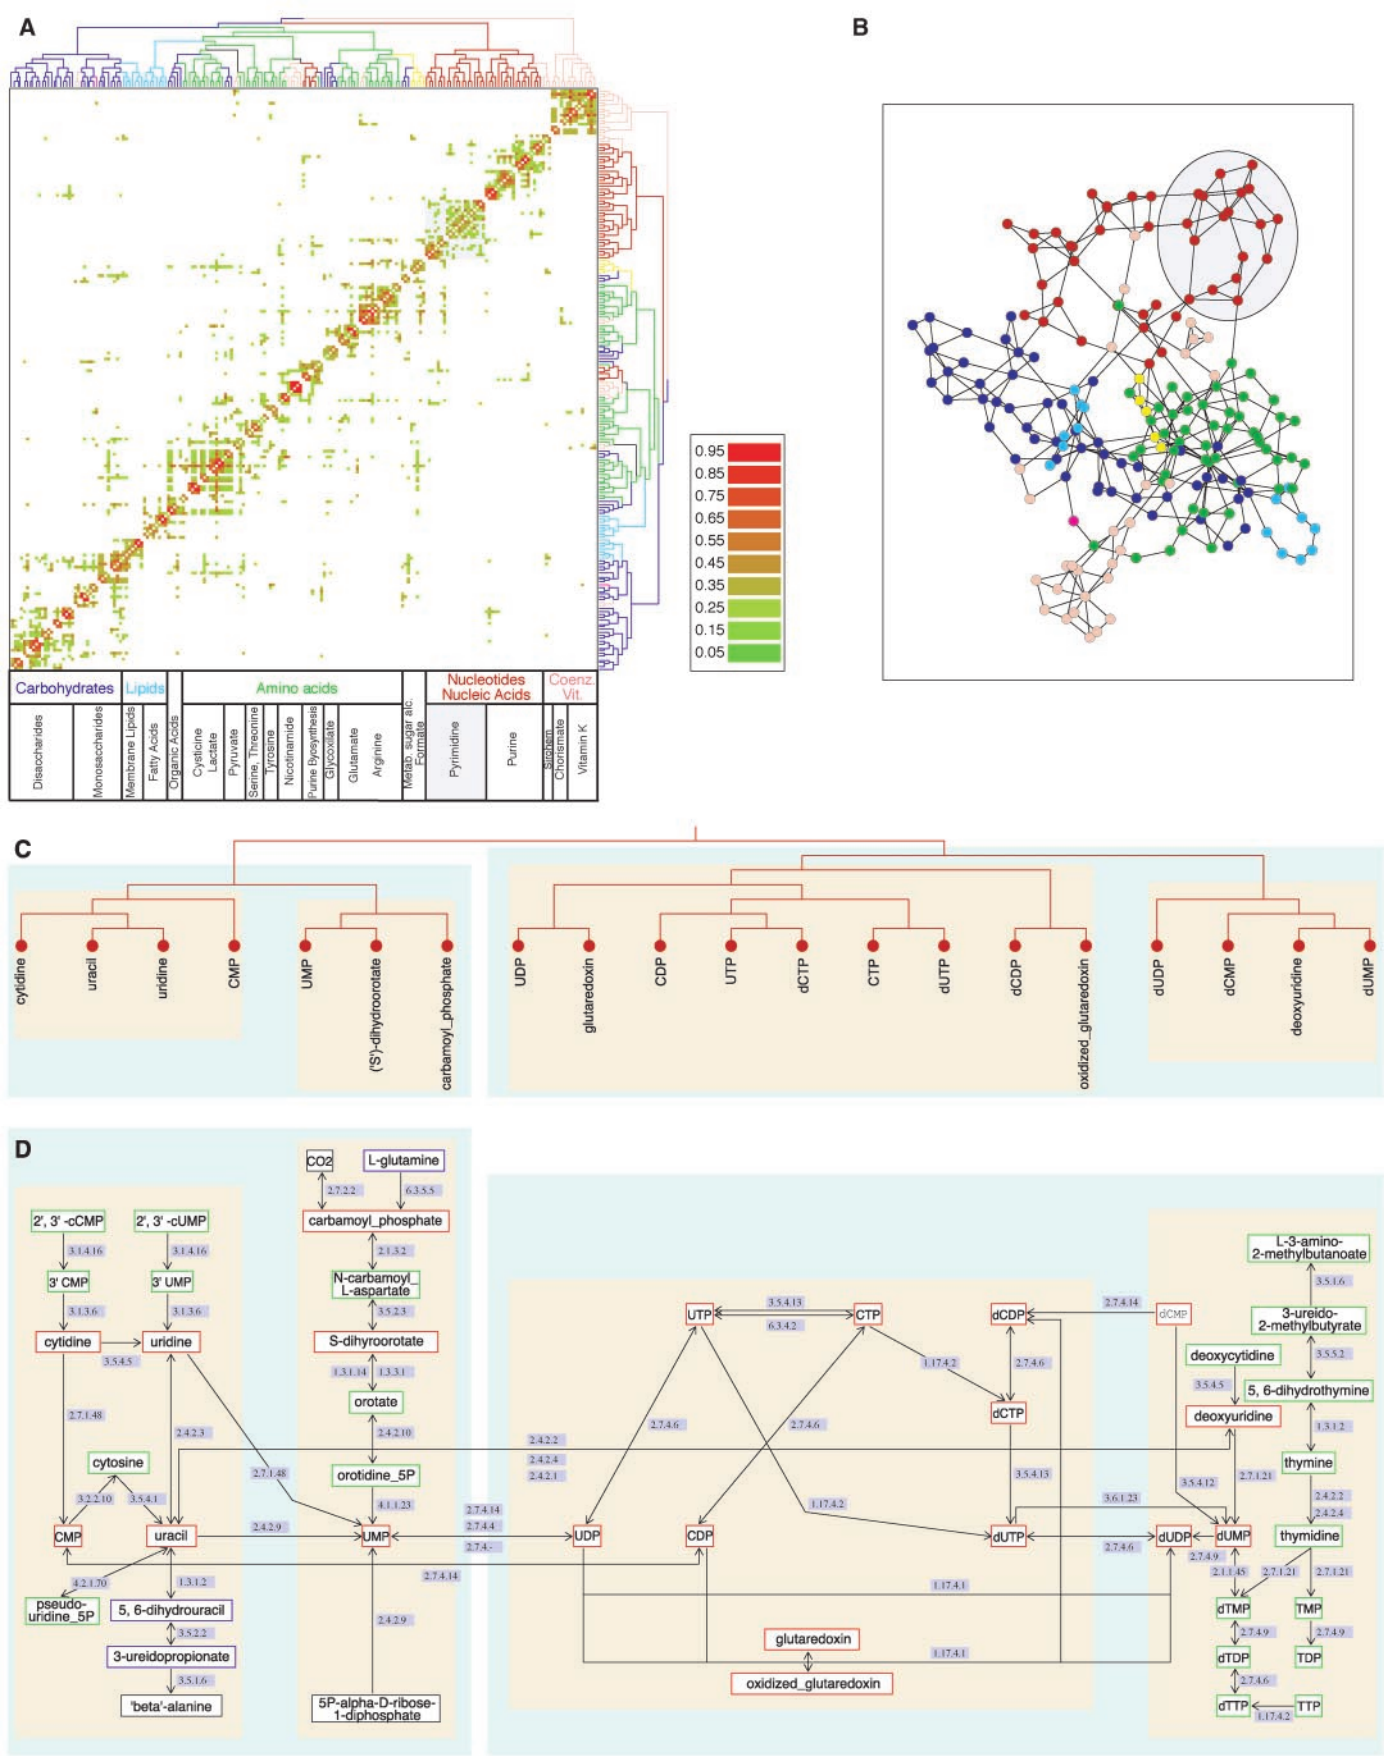 A
B
0.95
0.85
0.75
0.65
0.55
0.45
0.35
0.25
0.15
0.05
Carbohydrates
Lipids
Amino acids
Nucleotides
Nucleic Acids
Coenz.
Vit.
Disaccharides
Monosaccharides
Membrane Lipids
Fatty Acids
Organic Acids
Cysticine
Lactate
Pyruvate
Serine, Threonine
Tyrosine
Nicotinamide
Purine Byosynthesis
Glycoxilate
Glutamate
Arginine
Metab. sugar alc.
Formate
Pyrimidine
Purine
Sirohem
Chorismate
Vitamin K
C
cytidine
uracil
uridine
CMP
UMP
('S')-dihydroorotate
carbamoyl_phosphate
UDP
glutaredoxin
CDP
UTP
dCTP
CTP
dUTP
dCDP
oxidized_glutaredoxin
dUDP
dCMP
deoxyuridine
dUMP
D
2', 3' -cCMP
2', 3' -cUMP
3.1.4.16
3.1.4.16
3' CMP
3' UMP
3.1.3.6
3.1.3.6
cytidine
uridine
3.5.4.5
2.7.1.48
2.4.2.3
cytosine
3.2.2.10
3.5.4.1
2.7.1.48
CMP
uracil
2.4.2.9
4.2.1.70
1.3.1.2
pseudo-
uridine_5P
5, 6-dihydrouracil
3.5.2.2
3-ureidopropionate
3.5.1.6
'beta'-alanine
CO2
L-glutamine
2.7.2.2
6.3.5.5
carbamoyl_phosphate
2.1.3.2
N-carbamoyl_
L-aspartate
3.5.2.3
S-dihyroorotate
1.3.1.14
1.3.3.1
orotate
2.4.2.10
orotidine_5P
4.1.1.23
UMP
2.4.2.9
5P-alpha-D-ribose-
1-diphosphate
2.7.4.14
2.7.4.4
2.7.4.-
2.7.4.14
2.4.2.2
2.4.2.4
2.4.2.1
UTP
3.5.4.13
6.3.4.2
CTP
dCDP
2.7.4.14
dCMP
1.17.4.2
2.7.4.6
dCTP
2.7.4.6
2.7.4.6
3.5.4.13
1.17.4.2
UDP
CDP
dUTP
3.6.1.23
2.7.4.6
dUDP
dUMP
1.17.4.1
1.17.4.1
glutaredoxin
oxidized_glutaredoxin
L-3-amino-
2-methylbutanoate
3.5.1.6
3-ureido-
2-methylbutyrate
3.5.5.2
deoxycytidine
3.5.4.5
5, 6-dihydrothymine
deoxyuridine
1.3.1.2
thymine
3.5.4.12
2.7.1.21
2.4.2.2
2.4.2.4
thymidine
2.7.4.9
2.1.1.45
2.7.1.21
2.7.1.21
dTMP
TMP
2.7.4.9
2.7.4.9
dTDP
TDP
2.7.4.6
dTTP
TTP
1.17.4.2